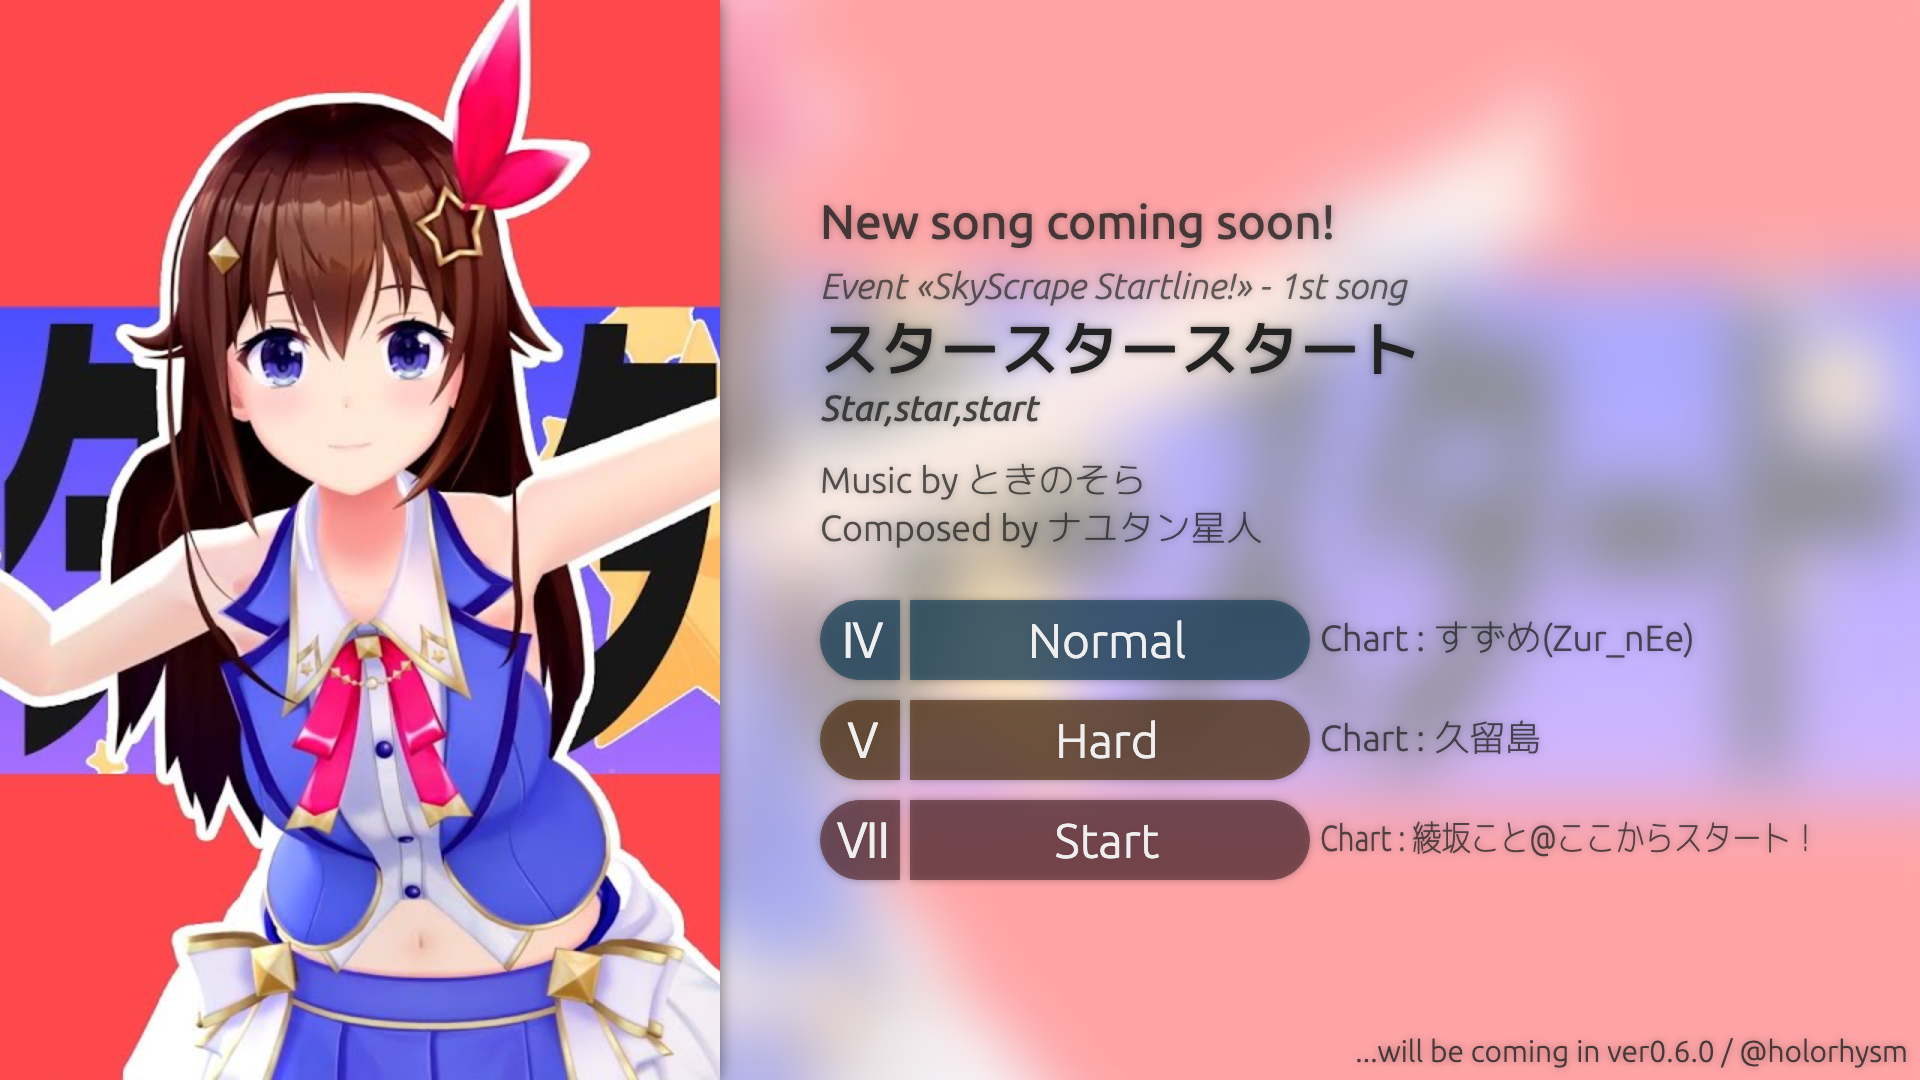 New song coming soon!
Event «SkyScrape Startline!» - 1st song
スタースタースタート
Star,star,start
Music by ときのそら
Composed by ナユタン星人
IV Normal Chart : すずめ(Zur_nEe)
V Hard Chart : 久留島
VII Start Chart : 綾坂こと@ここからスタート！
...will be coming in ver0.6.0 / @holorhysm